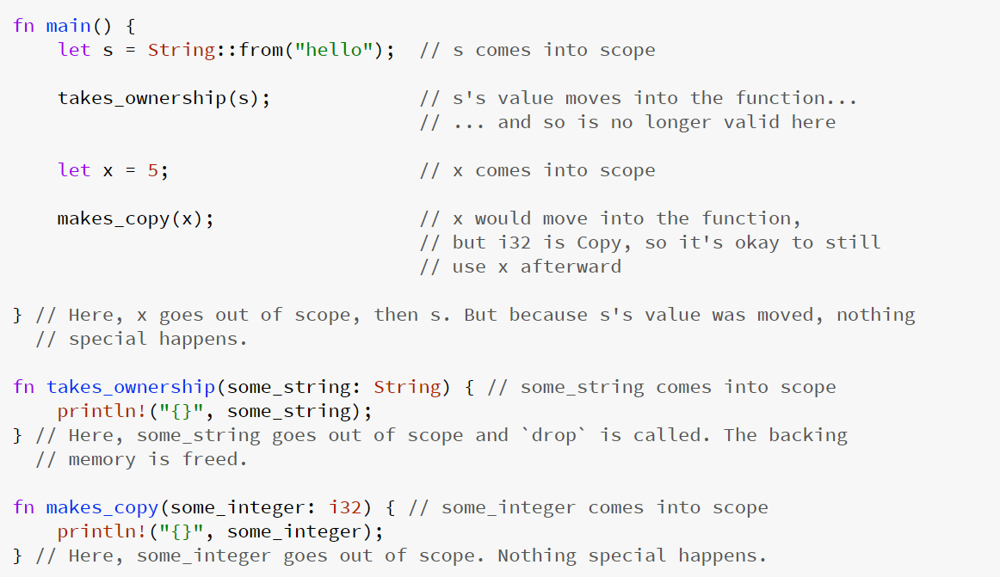 fn main() {
    let s = String::from("hello");  // s comes into scope

    takes_ownership(s);             // s's value moves into the function...
                                    // ... and so is no longer valid here

    let x = 5;                      // x comes into scope

    makes_copy(x);                  // x would move into the function,
                                    // but i32 is Copy, so it's okay to still
                                    // use x afterward

} // Here, x goes out of scope, then s. But because s's value was moved, nothing
  // special happens.

fn takes_ownership(some_string: String) { // some_string comes into scope
    println!("{}", some_string);
} // Here, some_string goes out of scope and `drop` is called. The backing
  // memory is freed.

fn makes_copy(some_integer: i32) { // some_integer comes into scope
    println!("{}", some_integer);
} // Here, some_integer goes out of scope. Nothing special happens.